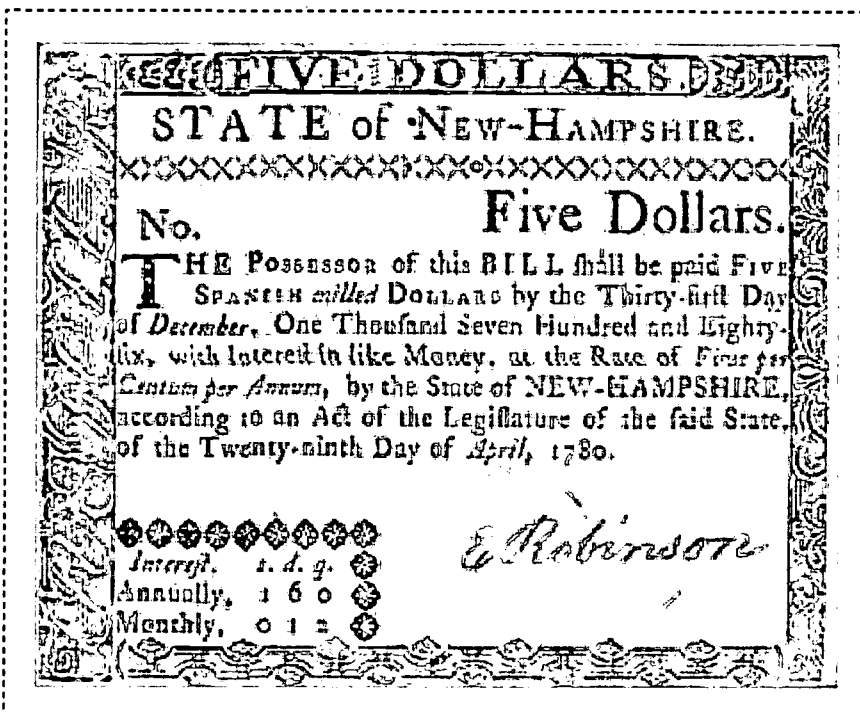 FIVE DOLLARS.
STATE of NEW-HAMPSHIRE.
No. Five Dollars.
THE POSSESSOR of this BILL ſhall be paid FIVE
SPANISH milled DOLLARS by the Thirty-firſt Day
of December, One Thouſand Seven Hundred and Eighty-
ſix, with Intereſt in like Money, at the Rate of Five per
Centum per Annum, by the State of NEW-HAMPSHIRE,
according to an Act of the Legiſlature of the ſaid State,
of the Twenty-ninth Day of April, 1780.
E Robinson
Intereſt. s. d. q.
Annually, 1 6 0
Monthly, 0 1 2